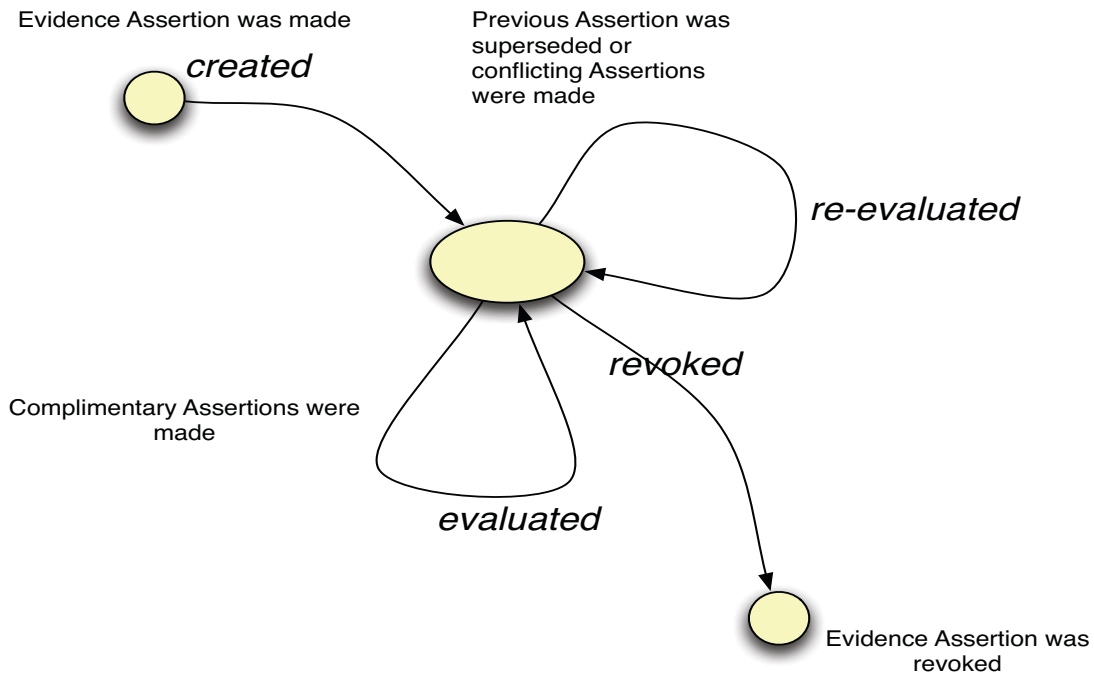 Evidence Assertion was made
created
Previous Assertion was
superseded or
conflicting Assertions
were made
re-evaluated
revoked
Complimentary Assertions were
made
evaluated
Evidence Assertion was
revoked